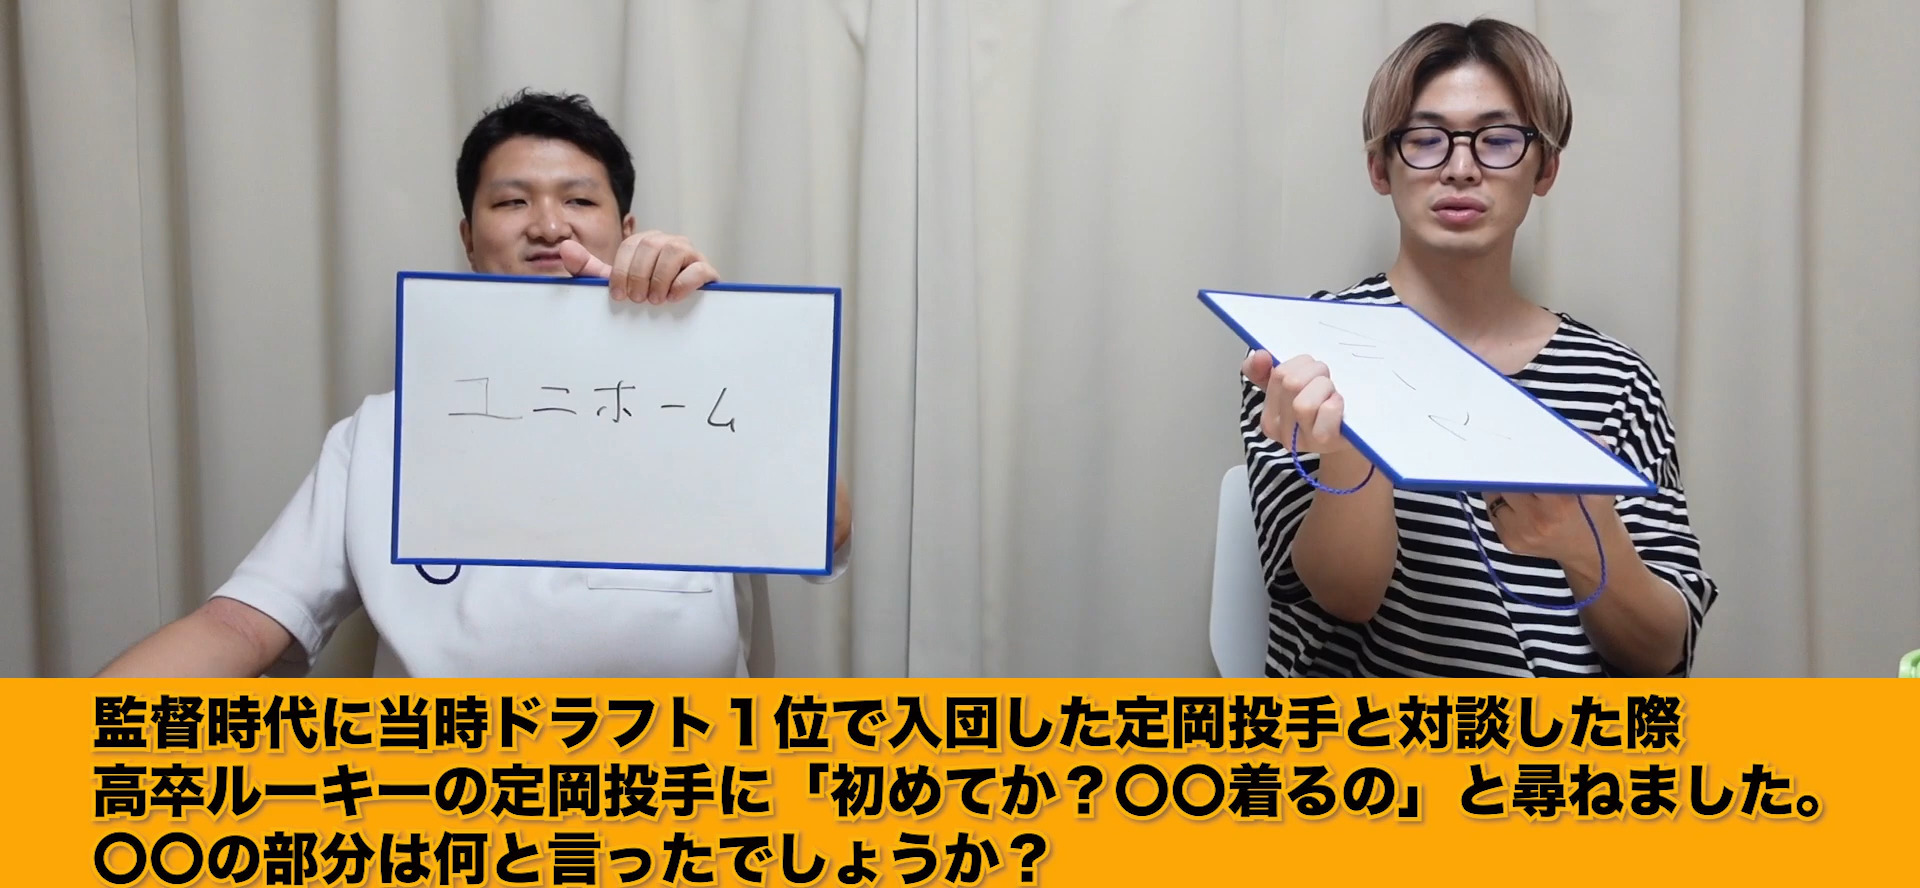 ユニホーム
監督時代に当時ドラフト１位で入団した定岡投手と対談した際
高卒ルーキーの定岡投手に「初めてか？〇〇着るの」と尋ねました。
〇〇の部分は何と言ったでしょうか？